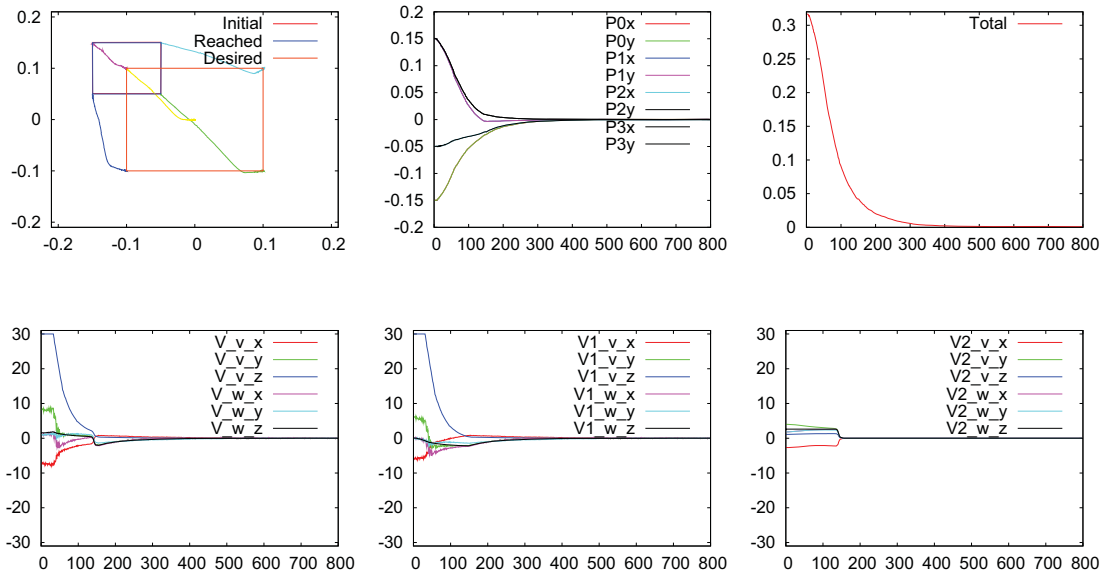 0.2
0.1
0
-0.1
-0.2
-0.2 -0.1 0 0.1 0.2
Initial
Reached
Desired
0.2
0.15
0.1
0.05
0
-0.05
-0.1
-0.15
-0.2
0 100 200 300 400 500 600 700 800
P0x
P0y
P1x
P1y
P2x
P2y
P3x
P3y
0.3
0.25
0.2
0.15
0.1
0.05
0
0 100 200 300 400 500 600 700 800
Total
30
20
10
0
-10
-20
-30
0 100 200 300 400 500 600 700 800
V_v_x
V_v_y
V_v_z
V_w_x
V_w_y
V_w_z
30
20
10
0
-10
-20
-30
0 100 200 300 400 500 600 700 800
V1_v_x
V1_v_y
V1_v_z
V1_w_x
V1_w_y
V1_w_z
30
20
10
0
-10
-20
-30
0 100 200 300 400 500 600 700 800
V2_v_x
V2_v_y
V2_v_z
V2_w_x
V2_w_y
V2_w_z